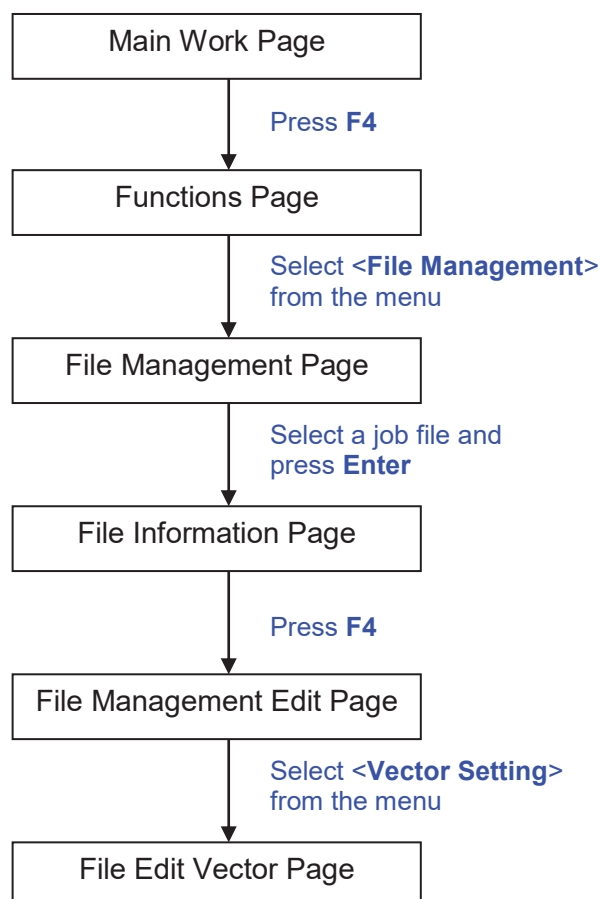 Main Work Page
Press F4
Functions Page
Select <File Management>
from the menu
File Management Page
Select a job file and
press Enter
File Information Page
Press F4
File Management Edit Page
Select <Vector Setting>
from the menu
File Edit Vector Page